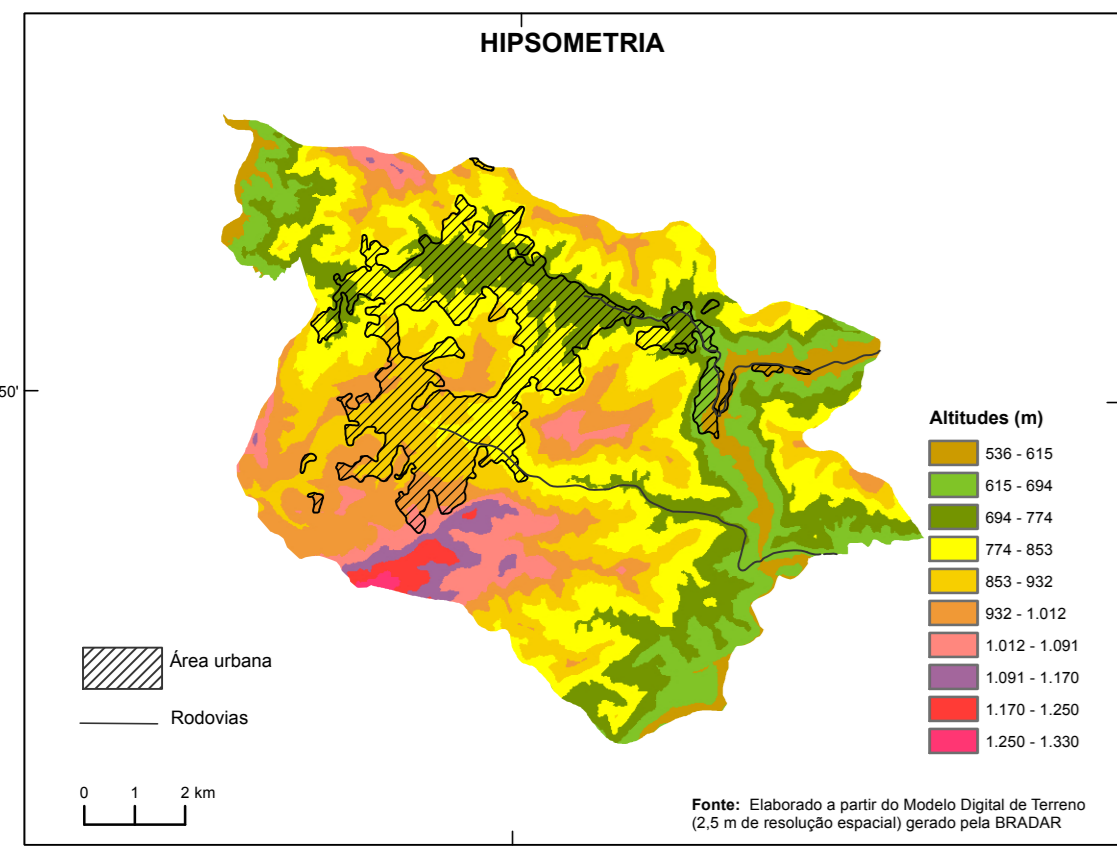 HIPSOMETRIA
50'
Altitudes (m)
536 - 615
615 - 694
694 - 774
774 - 853
853 - 932
932 - 1.012
1.012 - 1.091
1.091 - 1.170
1.170 - 1.250
1.250 - 1.330
Área urbana
Rodovias
0 1 2 km
Fonte: Elaborado a partir do Modelo Digital de Terreno
(2,5 m de resolução espacial) gerado pela BRADAR